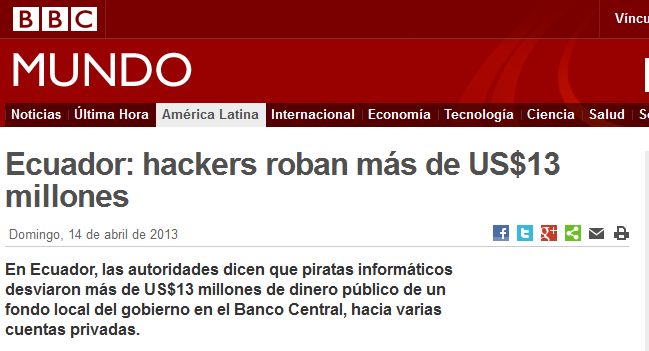 BBC
Víncu
MUNDO
Noticias Última Hora América Latina Internacional Economía Tecnología Ciencia Salud S
Ecuador: hackers roban más de US$13
millones
Domingo, 14 de abril de 2013
En Ecuador, las autoridades dicen que piratas informáticos
desviaron más de US$13 millones de dinero público de un
fondo local del gobierno en el Banco Central, hacia varias
cuentas privadas.